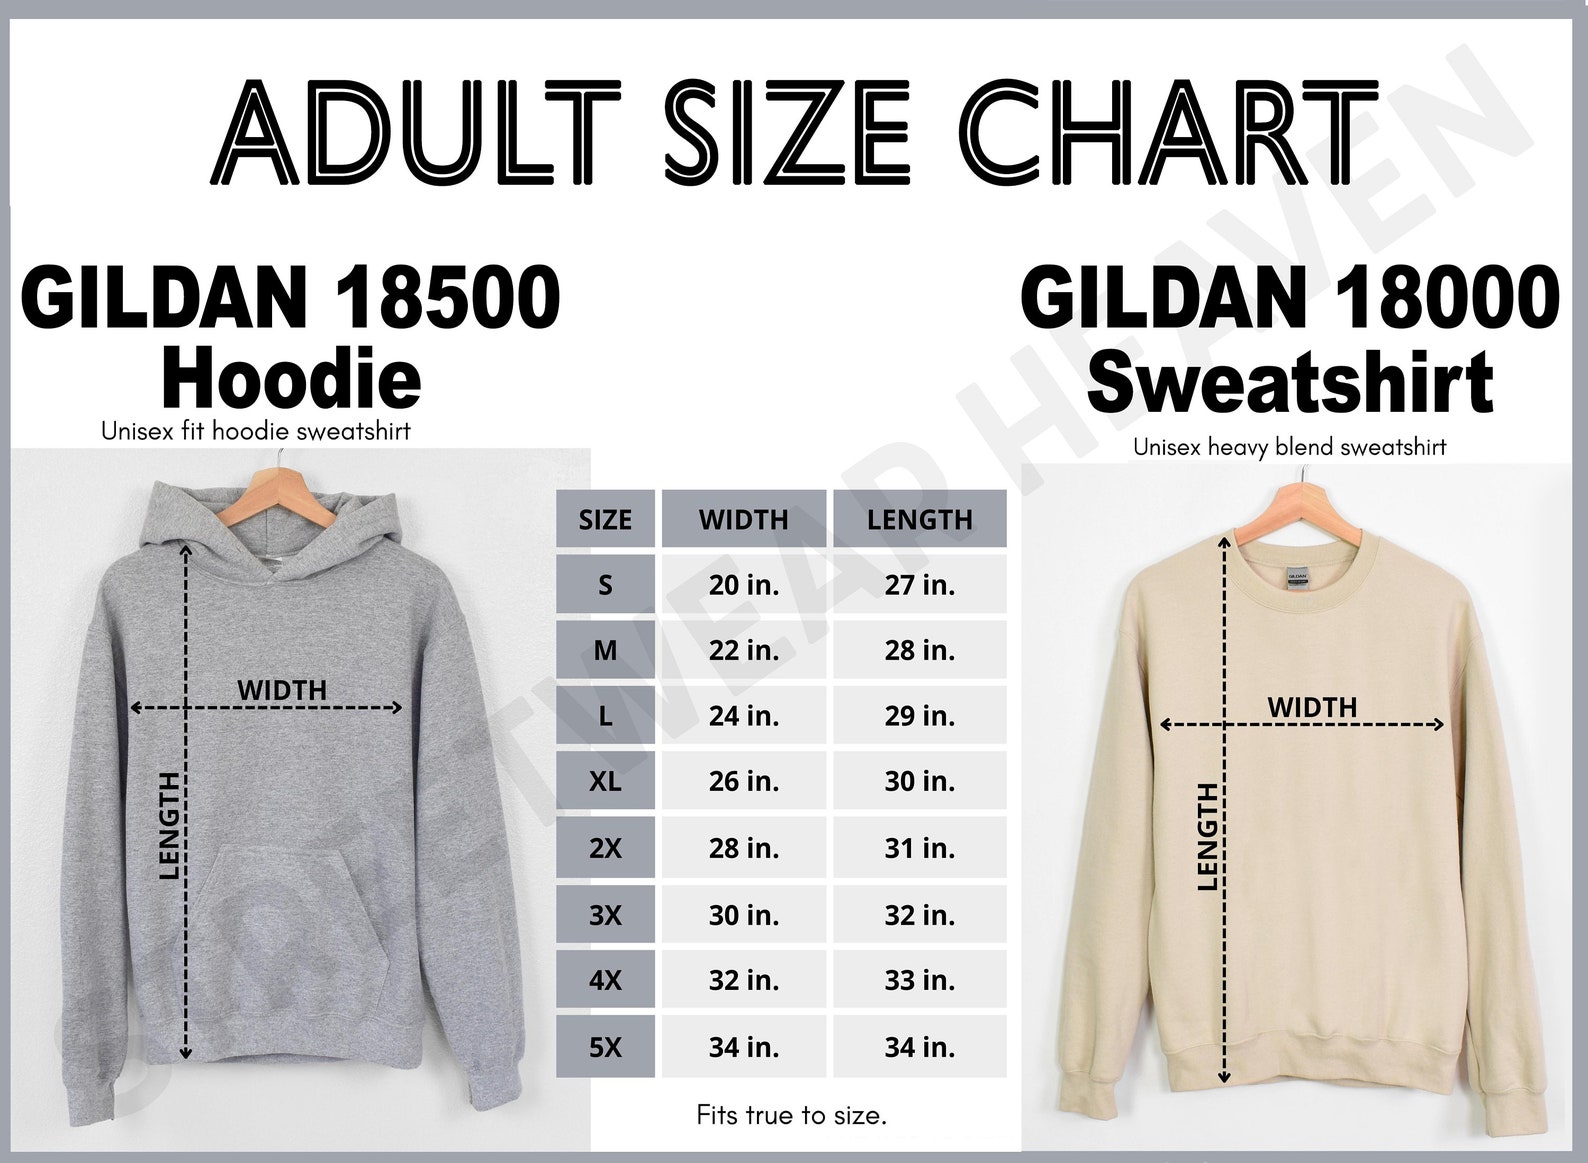 ADULT SIZE CHART
GILDAN 18500
Hoodie
Unisex fit hoodie sweatshirt
GILDAN 18000
Sweatshirt
Unisex heavy blend sweatshirt
SIZE WIDTH LENGTH
S 20 in. 27 in.
M 22 in. 28 in.
L 24 in. 29 in.
XL 26 in. 30 in.
2X 28 in. 31 in.
3X 30 in. 32 in.
4X 32 in. 33 in.
5X 34 in. 34 in.
Fits true to size.
WIDTH
LENGTH
GILDAN
WIDTH
LENGTH
HEAVEN